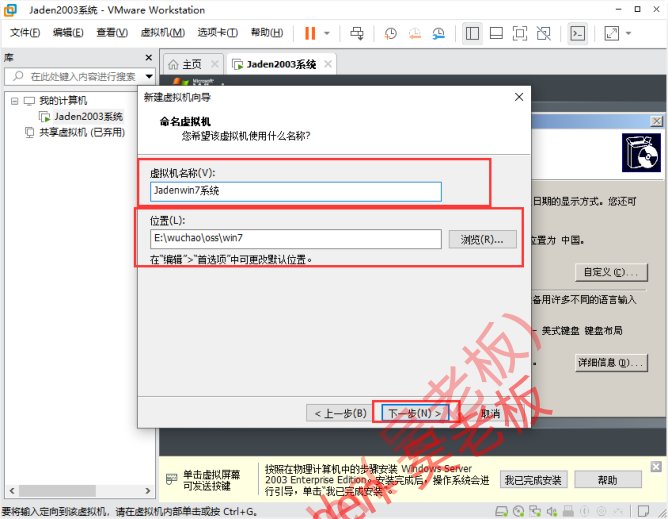 Jaden2003系统 - VMware Workstation
文件(F) 编辑(E) 查看(V) 虚拟机(M) 选项卡(T) 帮助(H)
库
主页 Jaden2003系统
在此处键入内容进行搜索
我的计算机
Jaden2003系统
共享虚拟机 (已弃用)
Microsoft
新建虚拟机向导
命名虚拟机
您希望该虚拟机使用什么名称?
虚拟机名称(V):
Jadenwin7系统
位置(L):
E:\wuchao\oss\win7
浏览(R)...
在"编辑">"首选项"中可更改默认位置。
日期的显示方式。您还可
位置为 中国。
自定义(C)...
备用许多不同的语言输入
- 美式键盘 键盘布局
详细信息(D)...
< 上一步(B) 下一步(N) > 取消
吴老板)
吴老板
单击虚拟屏幕
可发送按键
按照在物理计算机中的步骤安装 Windows Server
2003 Enterprise Edition。安装完成后，操作系统会进
行引导，单击"我已完成安装"。
我已完成安装 帮助
要将输入定向到该虚拟机，请在虚拟机内部单击或按 Ctrl+G。